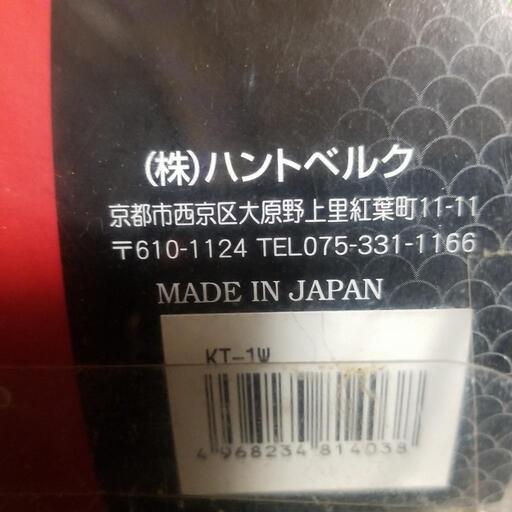 (株)ハントベルク
京都市西京区大原野上里紅葉町11-11
〒610-1124 TEL075-331-1166
MADE IN JAPAN
KT-1W
4 968234 814038